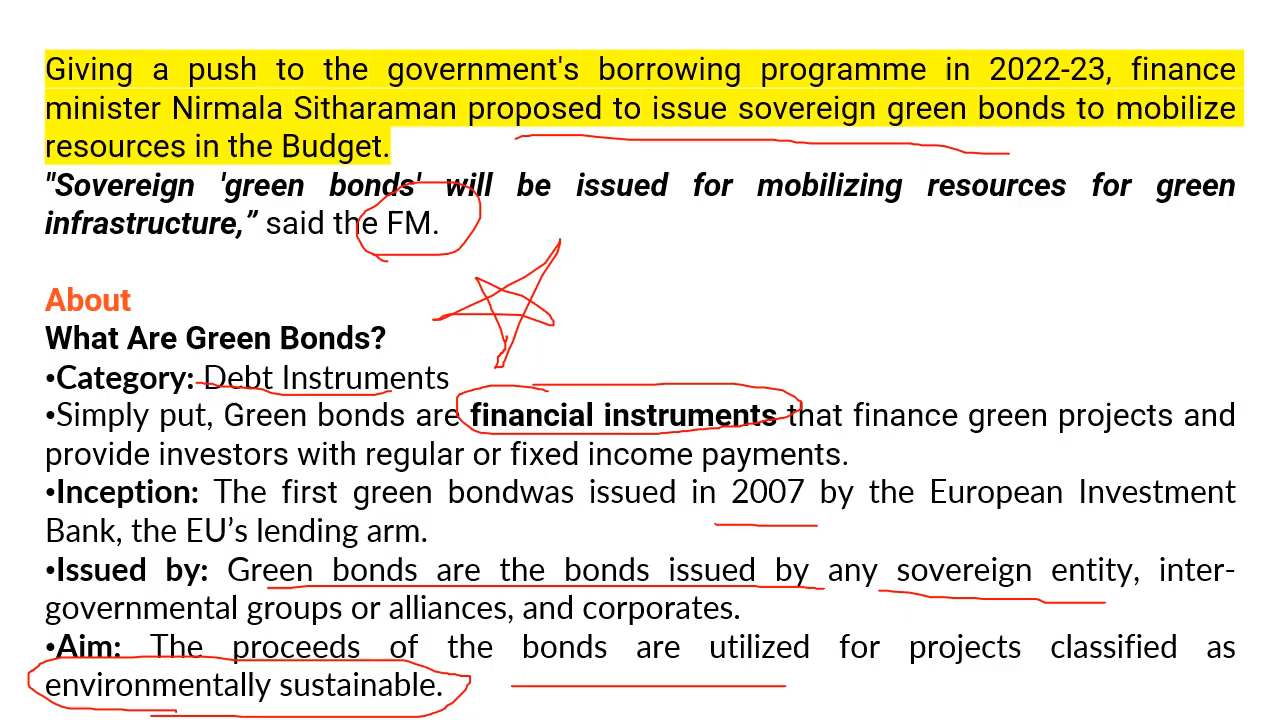 Giving a push to the government's borrowing programme in 2022-23, finance
minister Nirmala Sitharaman proposed to issue sovereign green bonds to mobilize
resources in the Budget.
"Sovereign 'green bonds' will be issued for mobilizing resources for green
infrastructure,” said the FM.
About
What Are Green Bonds?
•Category: Debt Instruments
•Simply put, Green bonds are financial instruments that finance green projects and
provide investors with regular or fixed income payments.
•Inception: The first green bondwas issued in 2007 by the European Investment
Bank, the EU’s lending arm.
•Issued by: Green bonds are the bonds issued by any sovereign entity, inter-
governmental groups or alliances, and corporates.
•Aim: The proceeds of the bonds are utilized for projects classified as
environmentally sustainable.